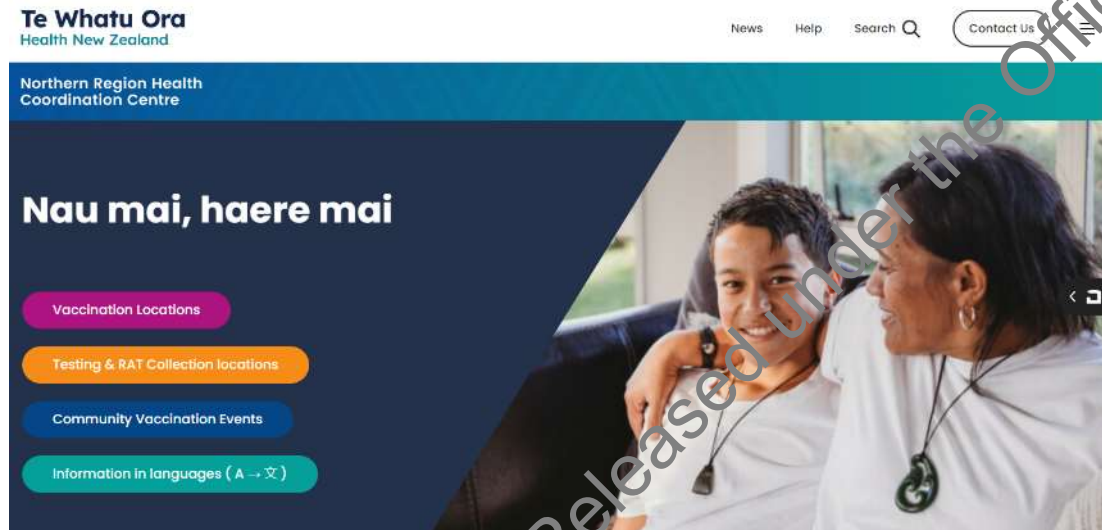 Te Whatu Ora
Health New Zealand
News Help Search Contact Us
Northern Region Health
Coordination Centre
Nau mai, haere mai
Vaccination Locations
Testing & RAT Collection locations
Community Vaccination Events
Information in languages ( A → 文 )
Released under the Offic